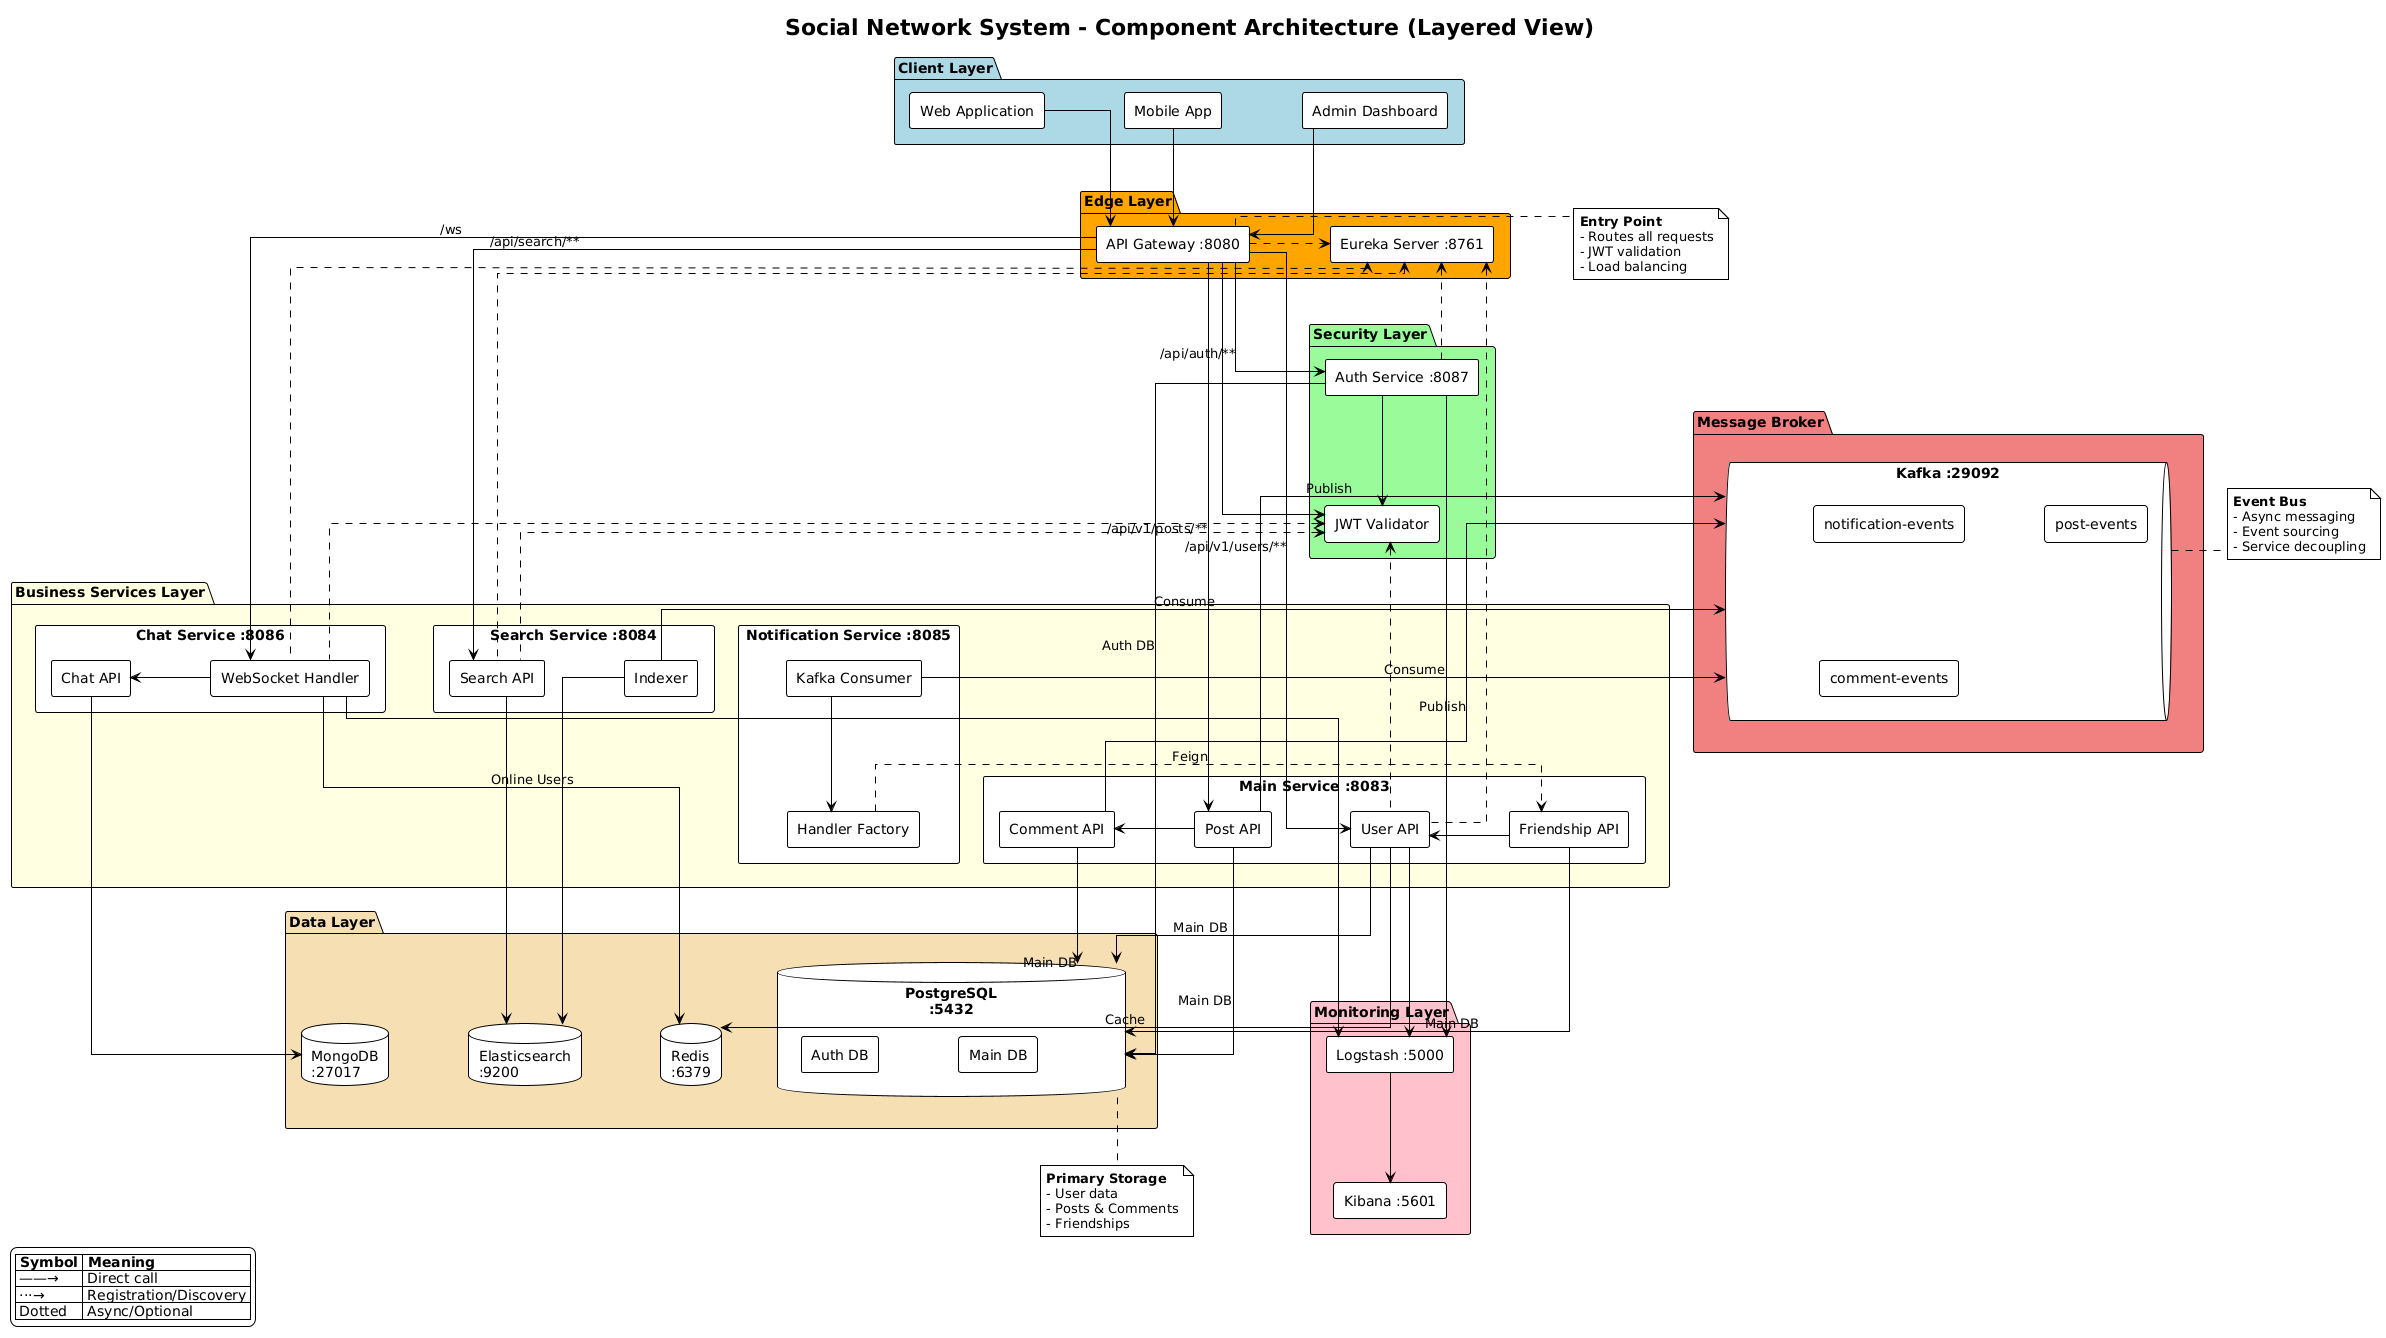 Social Network System - Component Architecture (Layered View)
Client Layer
Web Application
Mobile App
Admin Dashboard
Edge Layer
API Gateway :8080
Eureka Server :8761
Entry Point
- Routes all requests
- JWT validation
- Load balancing
/ws
/api/search/**
Security Layer
/api/auth/**
Auth Service :8087
JWT Validator
Publish
/api/v1/posts/**
/api/v1/users/**
Message Broker
Kafka :29092
notification-events
post-events
comment-events
Event Bus
- Async messaging
- Event sourcing
- Service decoupling
Business Services Layer
Consume
Chat Service :8086
Chat API
WebSocket Handler
Search Service :8084
Search API
Indexer
Notification Service :8085
Kafka Consumer
Handler Factory
Auth DB
Consume
Publish
Feign
Online Users
Main Service :8083
Comment API
Post API
User API
Friendship API
Data Layer
Main DB
Main DB
Main DB
Cache
Main DB
MongoDB
:27017
Elasticsearch
:9200
Redis
:6379
PostgreSQL
:5432
Auth DB
Main DB
Monitoring Layer
Logstash :5000
Kibana :5601
Primary Storage
- User data
- Posts & Comments
- Friendships
Symbol Meaning
——→ Direct call
···→ Registration/Discovery
Dotted Async/Optional